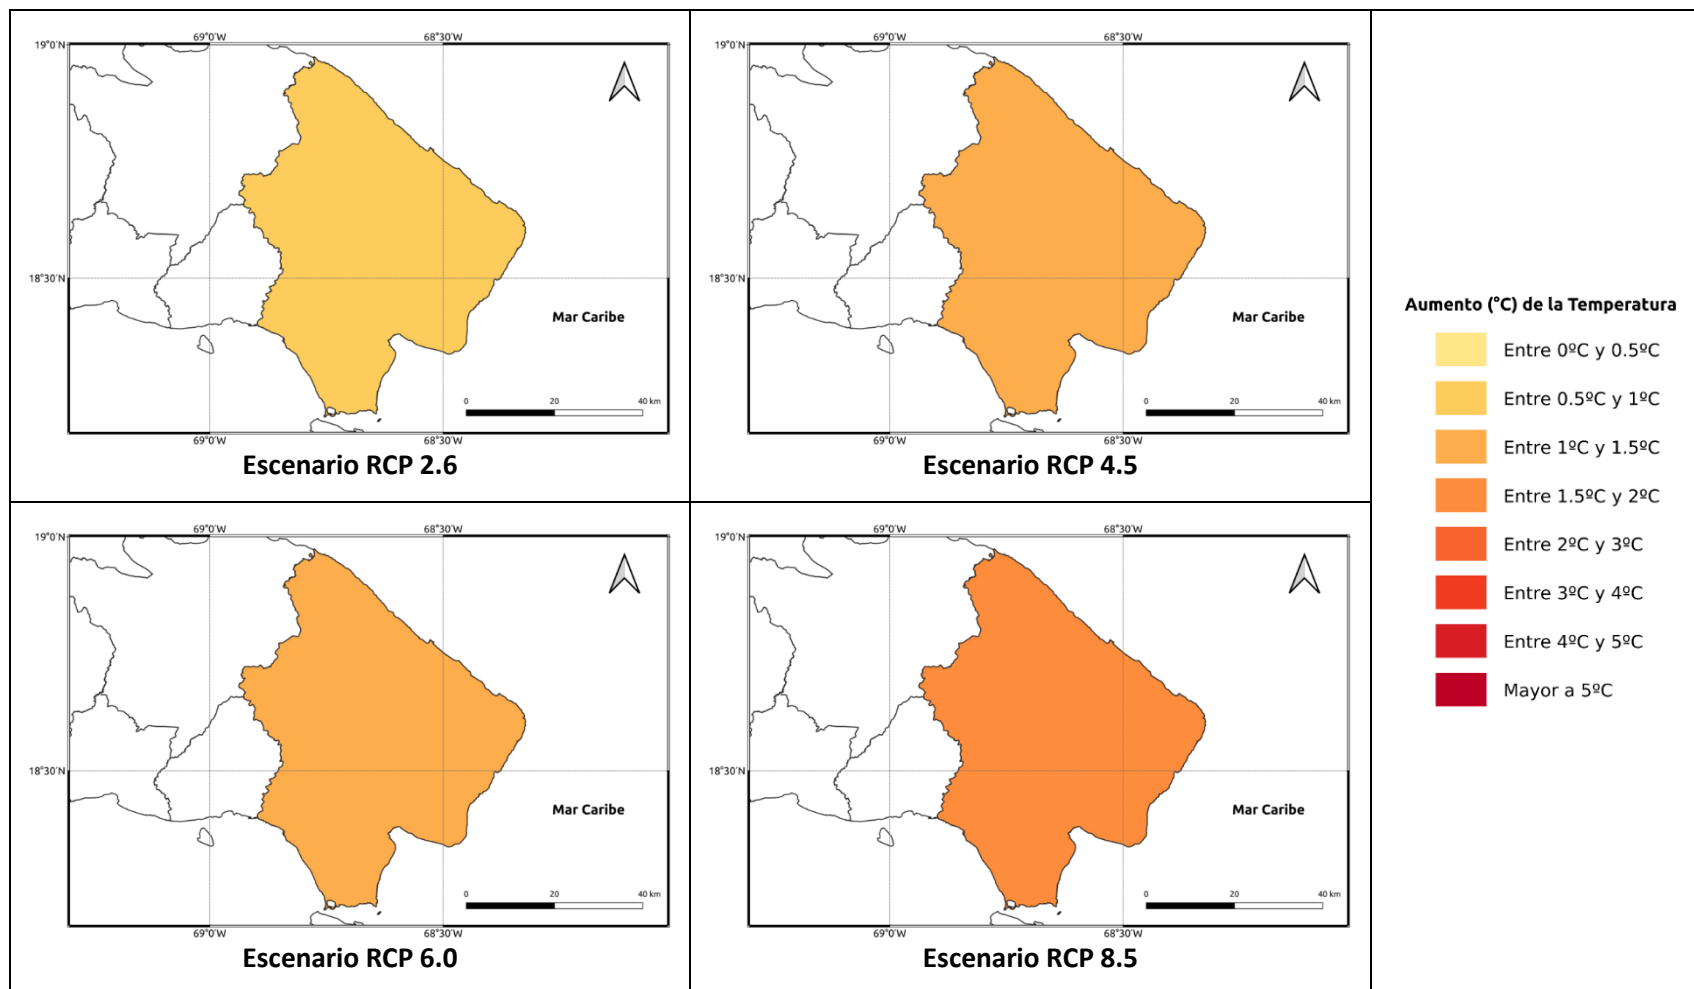 69°0'W 68°30'W
19°0'N
18°30'N
Mar Caribe
0 20 40 km
69°0'W 68°30'W
Escenario RCP 2.6
69°0'W 68°30'W
19°0'N
18°30'N
Mar Caribe
0 20 40 km
69°0'W 68°30'W
Escenario RCP 4.5
69°0'W 68°30'W
19°0'N
18°30'N
Mar Caribe
0 20 40 km
69°0'W 68°30'W
Escenario RCP 6.0
69°0'W 68°30'W
19°0'N
18°30'N
Mar Caribe
0 20 40 km
69°0'W 68°30'W
Escenario RCP 8.5
Aumento (°C) de la Temperatura
Entre 0ºC y 0.5ºC
Entre 0.5ºC y 1ºC
Entre 1ºC y 1.5ºC
Entre 1.5ºC y 2ºC
Entre 2ºC y 3ºC
Entre 3ºC y 4ºC
Entre 4ºC y 5ºC
Mayor a 5ºC